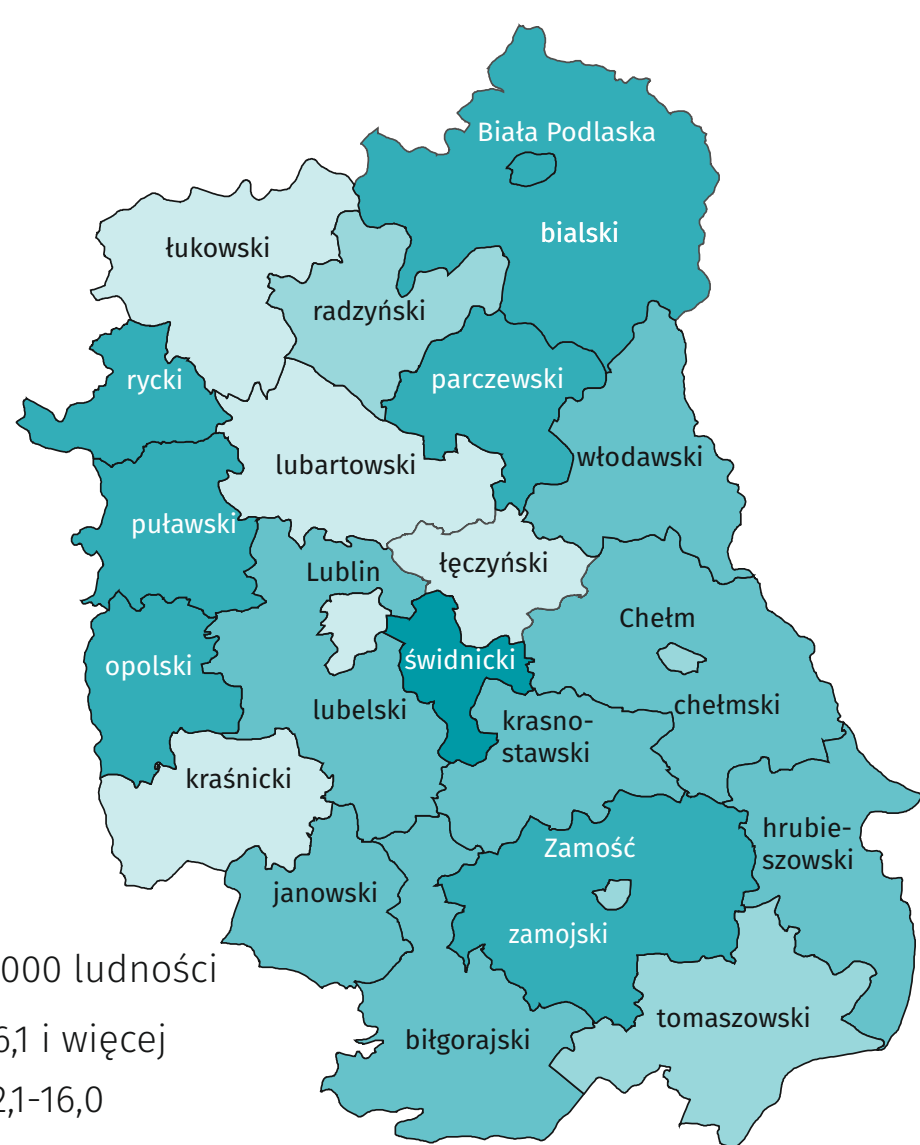 Biała Podlaska
bialski
łukowski
radzyński
rycki
parczewski
lubartowski
włodawski
puławski
łęczyński
Lublin
Chełm
świdnicki
opolski
lubelski
krasno-
stawski
chełmski
kraśnicki
hrubie-
szowski
Zamość
janowski
zamojski
000 ludności
tomaszowski
6,1 i więcej
biłgorajski
2,1-16,0